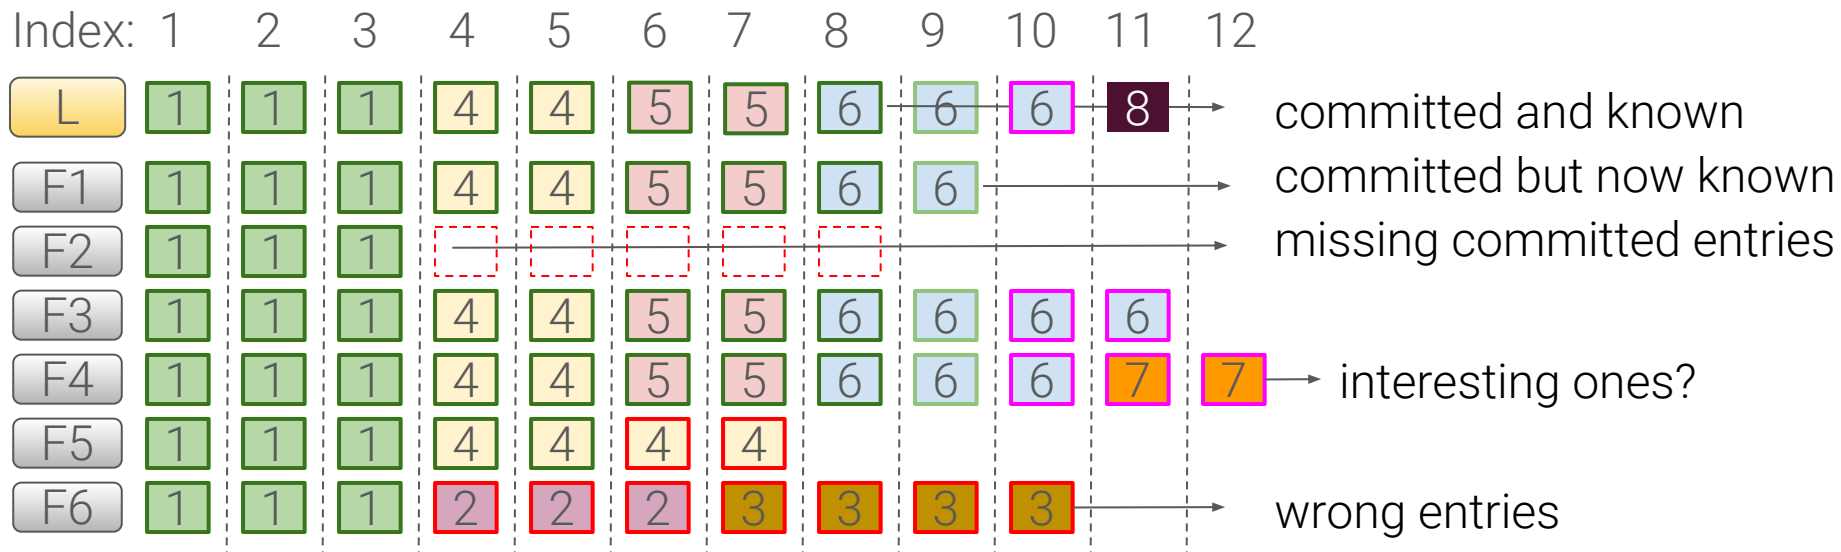 Index: 1 2 3 4 5 6 7 8 9 10 11 12
L 1 1 1 4 4 5 5 6 6 6 8 committed and known
F1 1 1 1 4 4 5 5 6 6 committed but now known
F2 1 1 1 missing committed entries
F3 1 1 1 4 4 5 5 6 6 6 6
F4 1 1 1 4 4 5 5 6 6 6 7 7 interesting ones?
F5 1 1 1 4 4 4 4
F6 1 1 1 2 2 2 3 3 3 3 wrong entries